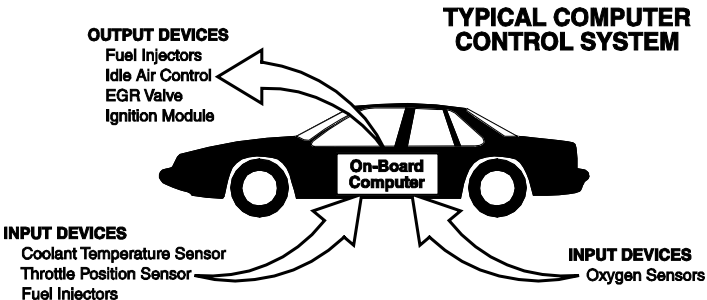 TYPICAL COMPUTER
CONTROL SYSTEM
OUTPUT DEVICES
Fuel Injectors
Idle Air Control
EGR Valve
Ignition Module
On-Board
Computer
INPUT DEVICES
Coolant Temperature Sensor
Throttle Position Sensor
Fuel Injectors
INPUT DEVICES
Oxygen Sensors